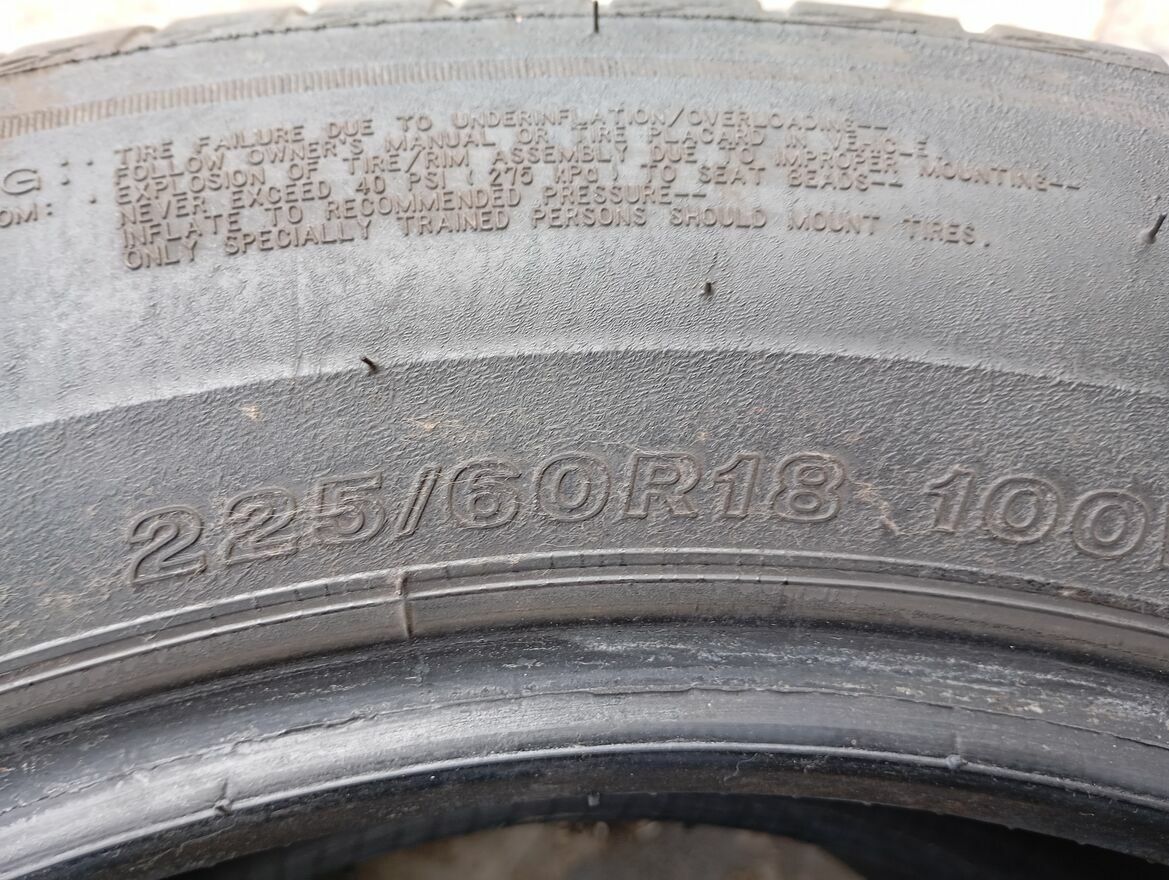 TIRE FAILURE DUE TO UNDERINFLATION/OVERLOADING--
G : FOLLOW OWNER'S MANUAL OR TIRE PLACARD IN VEHICLE
EXPLOSION OF TIRE/RIM ASSEMBLY DUE TO IMPROPER MOUNTING--
OM: NEVER EXCEED 40 PSI (275 KPa) TO SEAT BEADS--
INFLATE TO RECOMMENDED PRESSURE--
ONLY SPECIALLY TRAINED PERSONS SHOULD MOUNT TIRES.
225/60R18 100